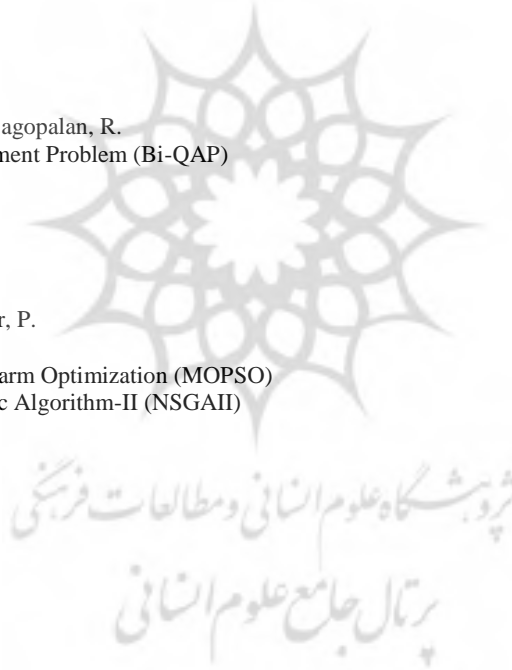 agopalan, R.
ment Problem (Bi-QAP)
r, P.
arm Optimization (MOPSO)
c Algorithm-II (NSGAII)
پژوهشگاه علوم انسانی و مطالعات فرهنگی
پرتال جامع علوم انسانی